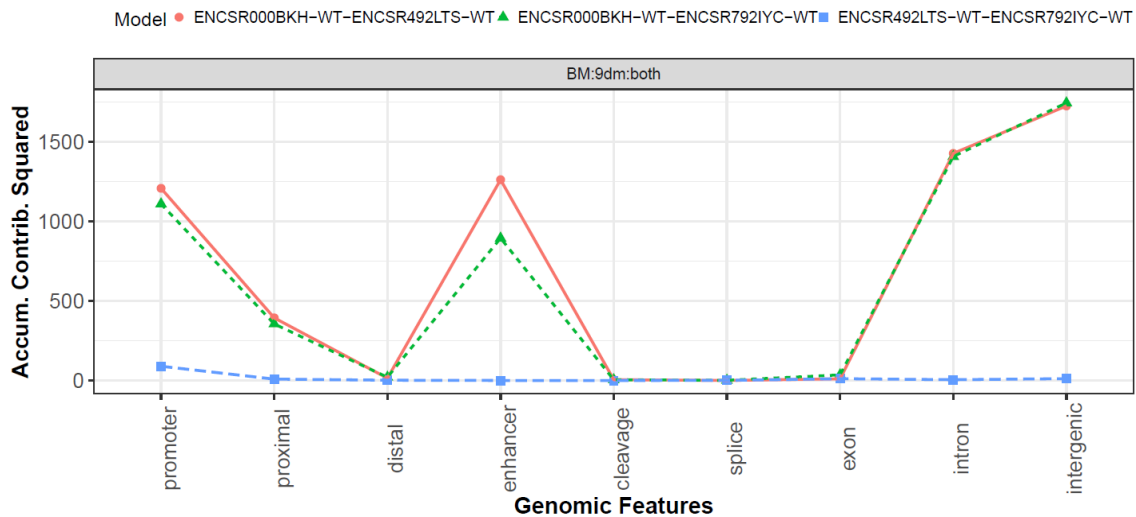 Model ENCSR000BKH−WT−ENCSR492LTS−WT ENCSR000BKH−WT−ENCSR792IYC−WT ENCSR492LTS−WT−ENCSR792IYC−WT
BM:9dm:both
Accum. Contrib. Squared
1500
1000
500
0
promoter
proximal
distal
enhancer
cleavage
splice
exon
intron
intergenic
Genomic Features